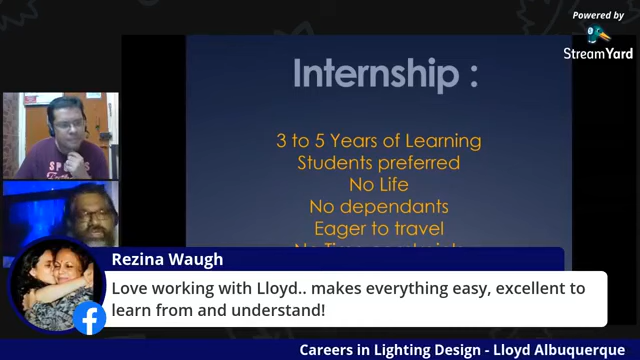 Powered by
StreamYard
Internship :
3 to 5 Years of Learning
Students preferred
No Life
No dependants
Eager to travel
Rezina Waugh
Love working with Lloyd.. makes everything easy, excellent to
learn from and understand!
Careers in Lighting Design - Lloyd Albuquerque